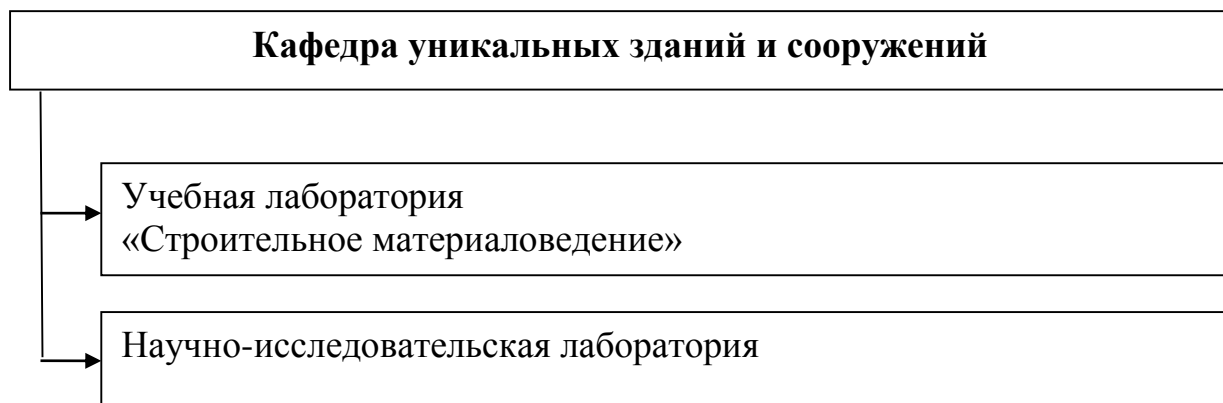 Кафедра уникальных зданий и сооружений
Учебная лаборатория
«Строительное материаловедение»
Научно-исследовательская лаборатория